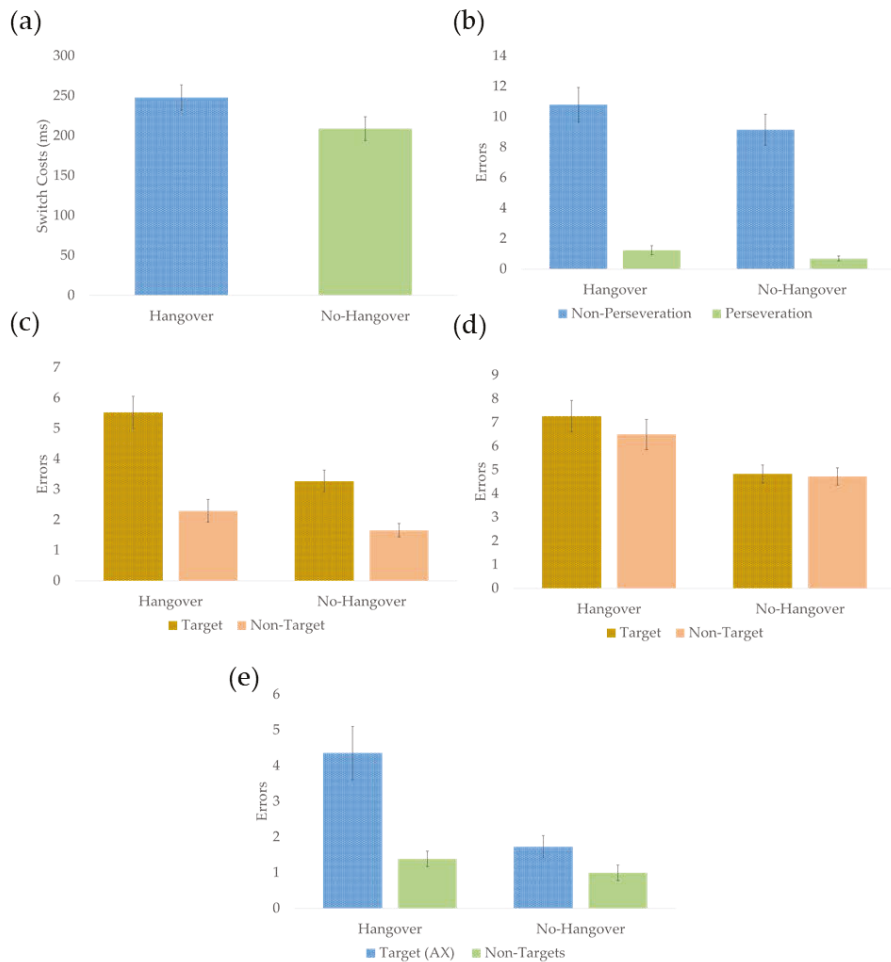 (a)
300
250
200
150
100
50
0
Switch Costs (ms)
Hangover No-Hangover
(b)
14
12
10
8
6
4
2
0
Errors
Hangover No-Hangover
Non-Perseveration Perseveration
(c)
7
6
5
4
3
2
1
0
Errors
Hangover No-Hangover
Target Non-Target
(d)
9
8
7
6
5
4
3
2
1
0
Errors
Hangover No-Hangover
Target Non-Target
(e)
6
5
4
3
2
1
0
Errors
Hangover No-Hangover
Target (AX) Non-Targets